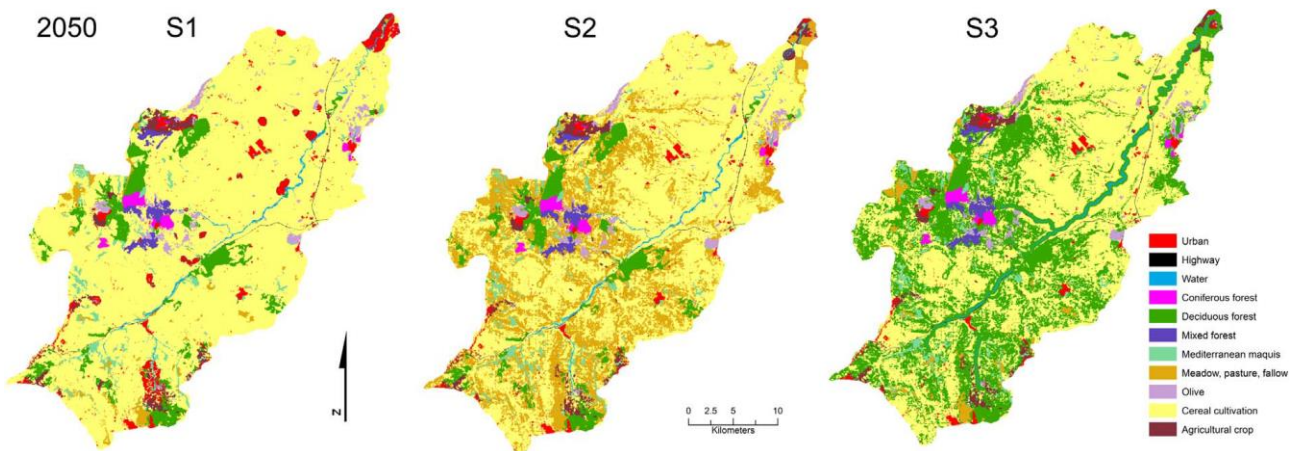 2050
S1
S2
S3
Urban
Highway
Water
Coniferous forest
Deciduous forest
Mixed forest
Mediterranean maquis
Meadow, pasture, fallow
Olive
Cereal cultivation
Agricultural crop
N
0 2.5 5 10
Kilometers